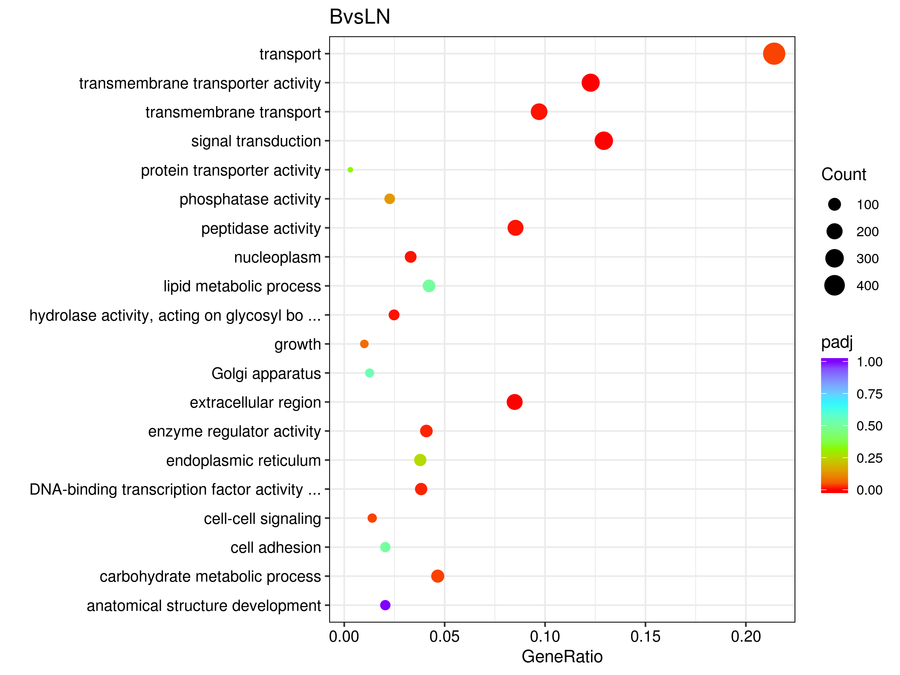 BvsLN
transport
transmembrane transporter activity
transmembrane transport
signal transduction
protein transporter activity
phosphatase activity
peptidase activity
nucleoplasm
lipid metabolic process
hydrolase activity, acting on glycosyl bo ...
growth
Golgi apparatus
extracellular region
enzyme regulator activity
endoplasmic reticulum
DNA-binding transcription factor activity ...
cell-cell signaling
cell adhesion
carbohydrate metabolic process
anatomical structure development
0.00 0.05 0.10 0.15 0.20
GeneRatio
Count
100
200
300
400
padj
1.00
0.75
0.50
0.25
0.00